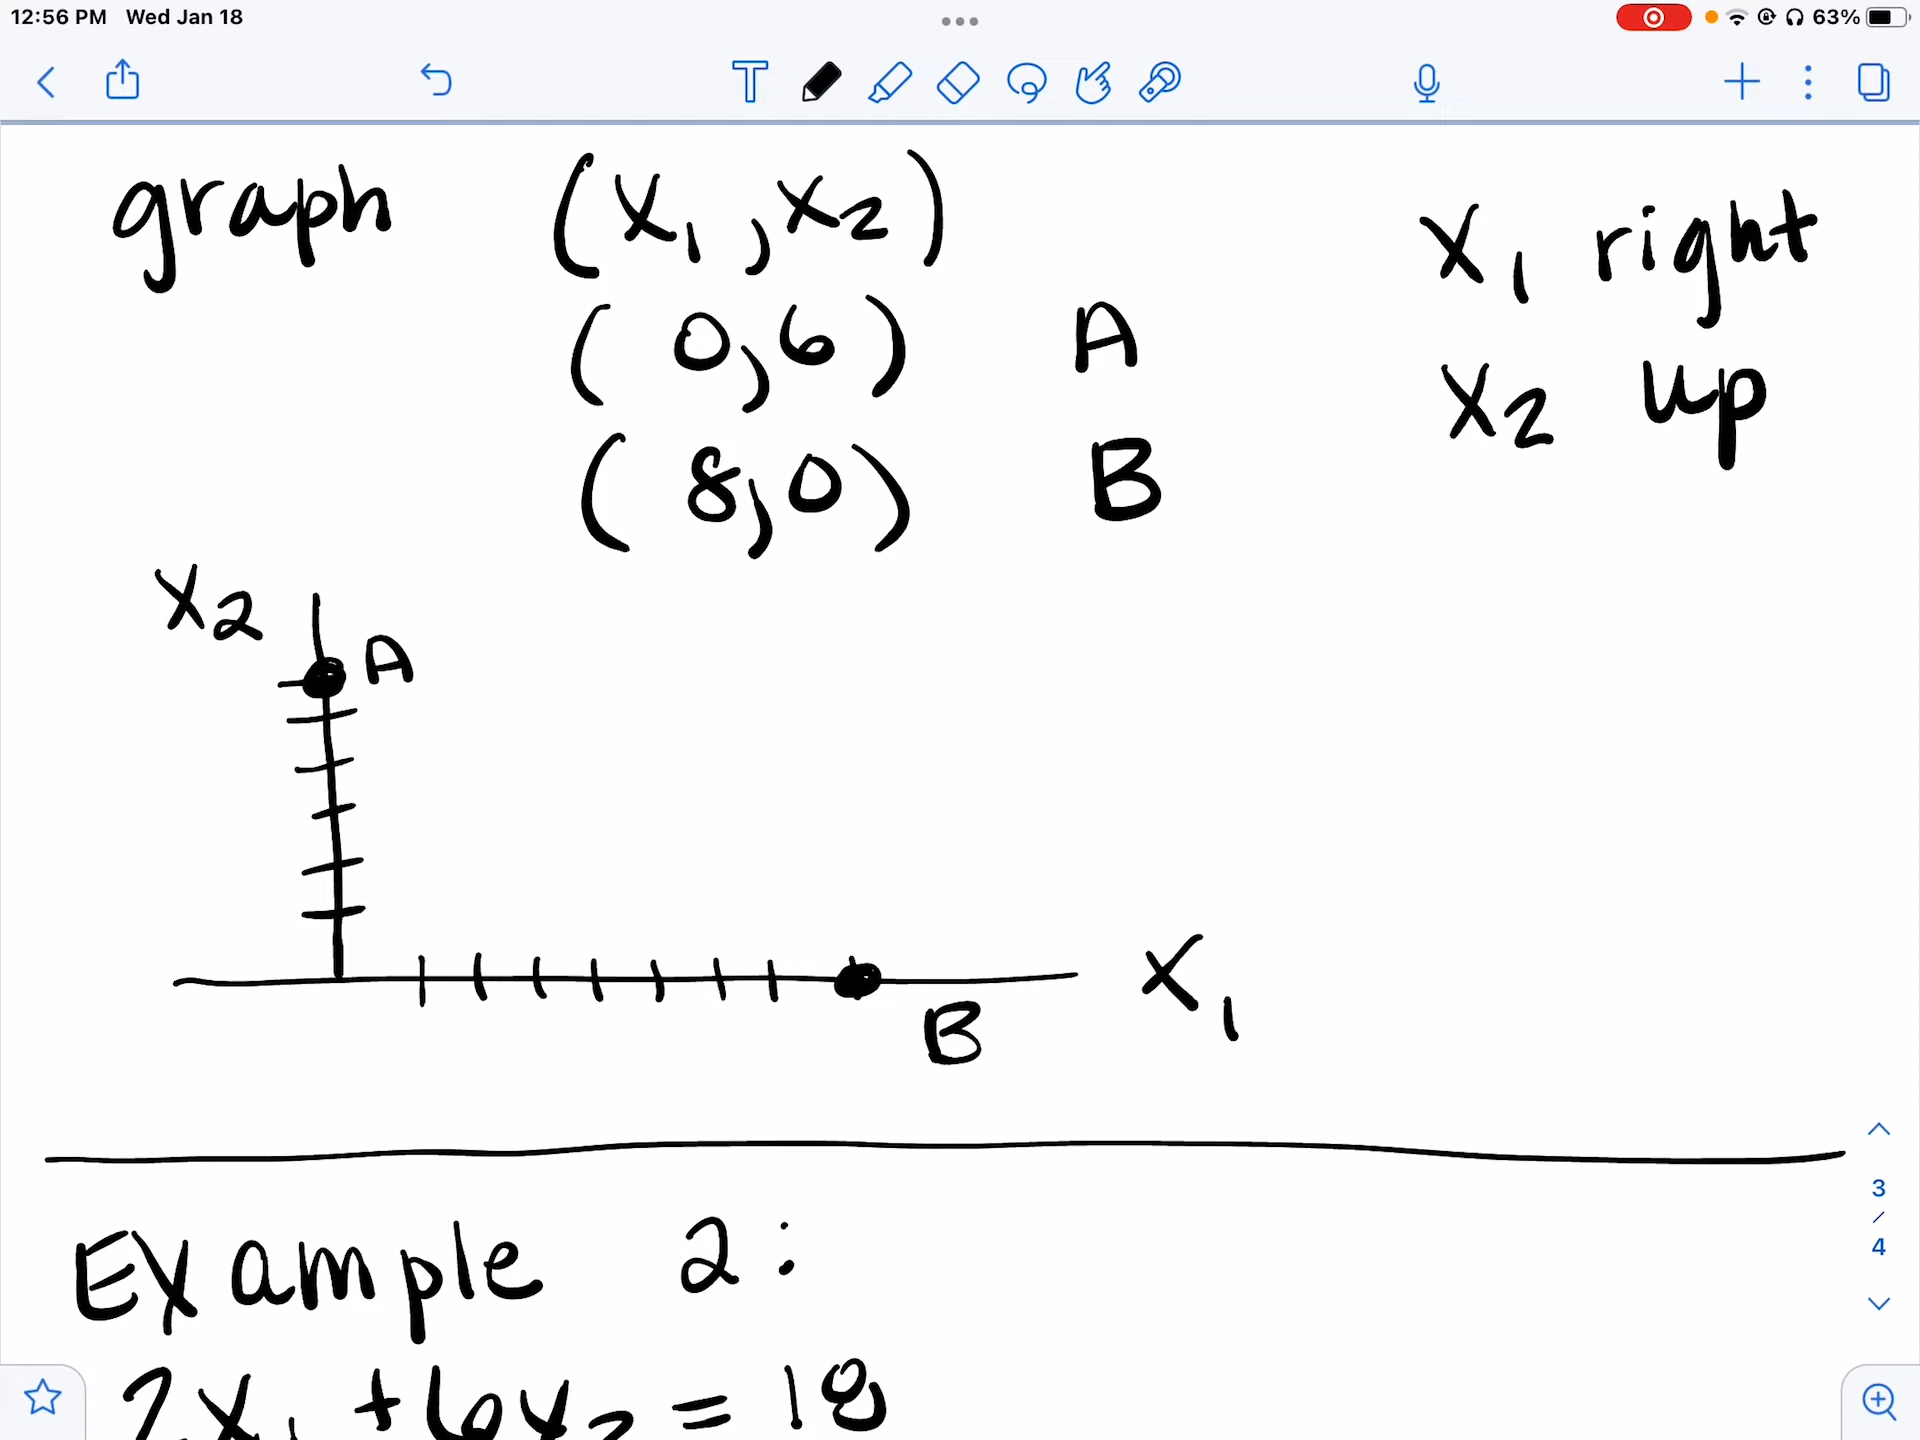 12:56 PM Wed Jan 18
63%
T
graph (x₁, x₂)
x₁ right
(0,6) A
x₂ up
(8,0) B
x₂
A
x₁
B
3
/
4
Example 2:
2x₁ + 6x₂ = 18